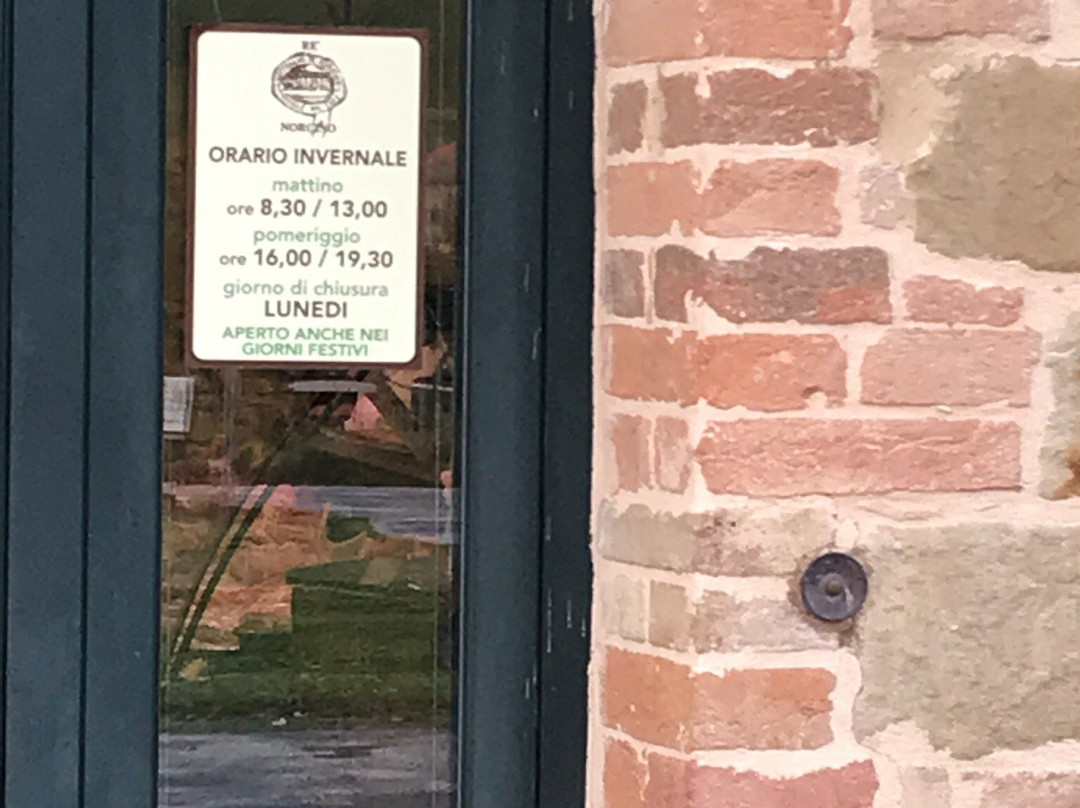 RE
NORCINO
ORARIO INVERNALE
mattino
ore 8,30 / 13,00
pomeriggio
ore 16,00 / 19,30
giorno di chiusura
LUNEDI
APERTO ANCHE NEI
GIORNI FESTIVI